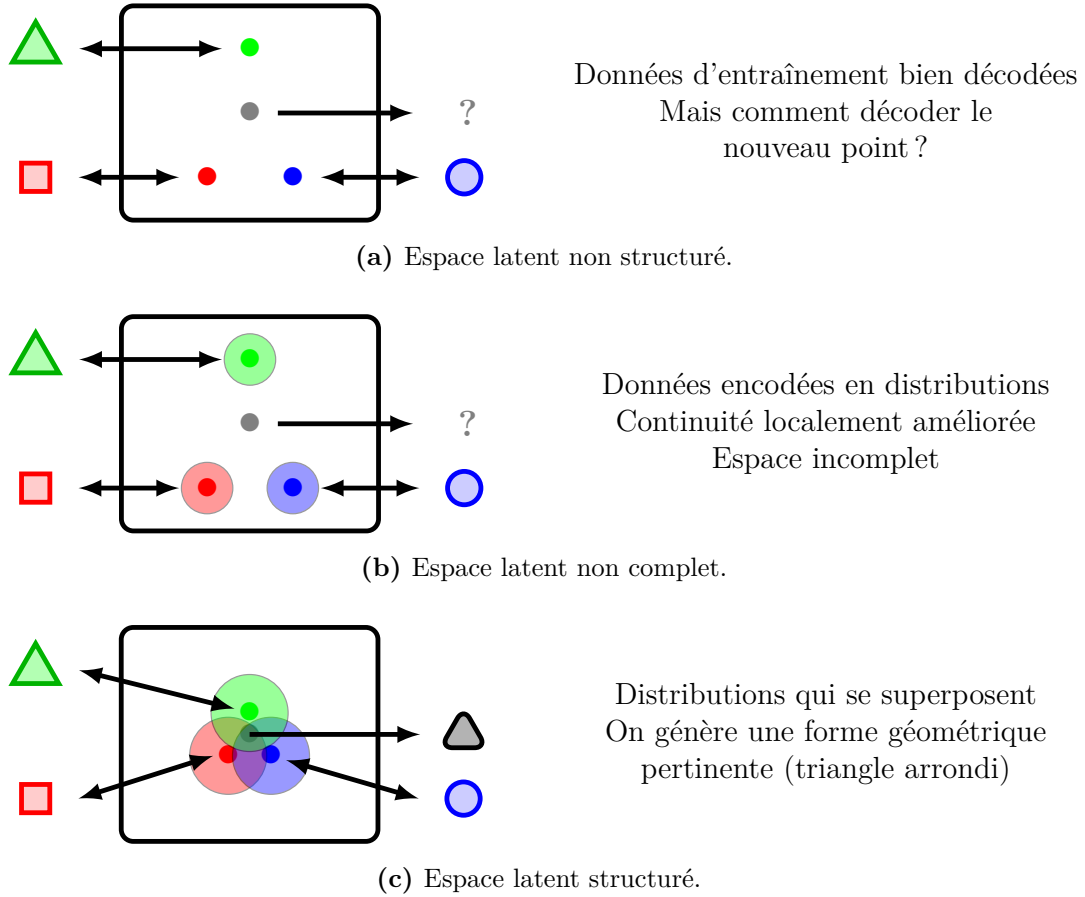 Données d'entraînement bien décodées
Mais comment décoder le
?
nouveau point ?
(a) Espace latent non structuré.
Données encodées en distributions
Continuité localement améliorée
?
Espace incomplet
(b) Espace latent non complet.
Distributions qui se superposent
On génère une forme géométrique
pertinente (triangle arrondi)
(c) Espace latent structuré.